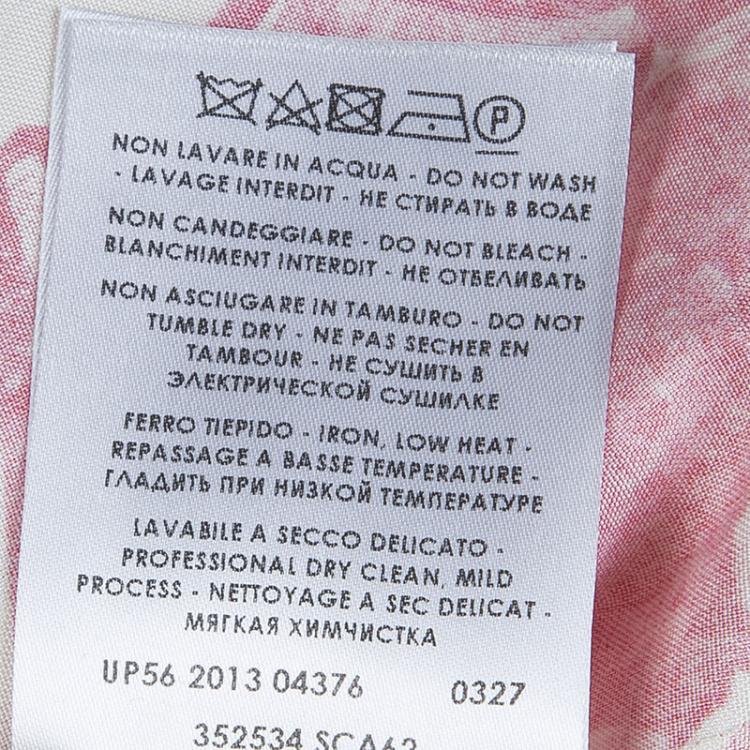 P
NON LAVARE IN ACQUA - DO NOT WASH
- LAVAGE INTERDIT - НЕ СТИРАТЬ В ВОДЕ
NON CANDEGGIARE - DO NOT BLEACH -
BLANCHIMENT INTERDIT - НЕ ОТБЕЛИВАТЬ
NON ASCIUGARE IN TAMBURO - DO NOT
TUMBLE DRY - NE PAS SECHER EN
TAMBOUR - НЕ СУШИТЬ В
ЭЛЕКТРИЧЕСКОЙ СУШИЛКЕ
FERRO TIEPIDO - IRON, LOW HEAT -
REPASSAGE A BASSE TEMPERATURE -
ГЛАДИТЬ ПРИ НИЗКОЙ ТЕМПЕРАТУРЕ
LAVABILE A SECCO DELICATO -
PROFESSIONAL DRY CLEAN, MILD
PROCESS - NETTOYAGE A SEC DELICAT -
МЯГКАЯ ХИМЧИСТКА
UP56 2013 04376 0327
352534 SCA62